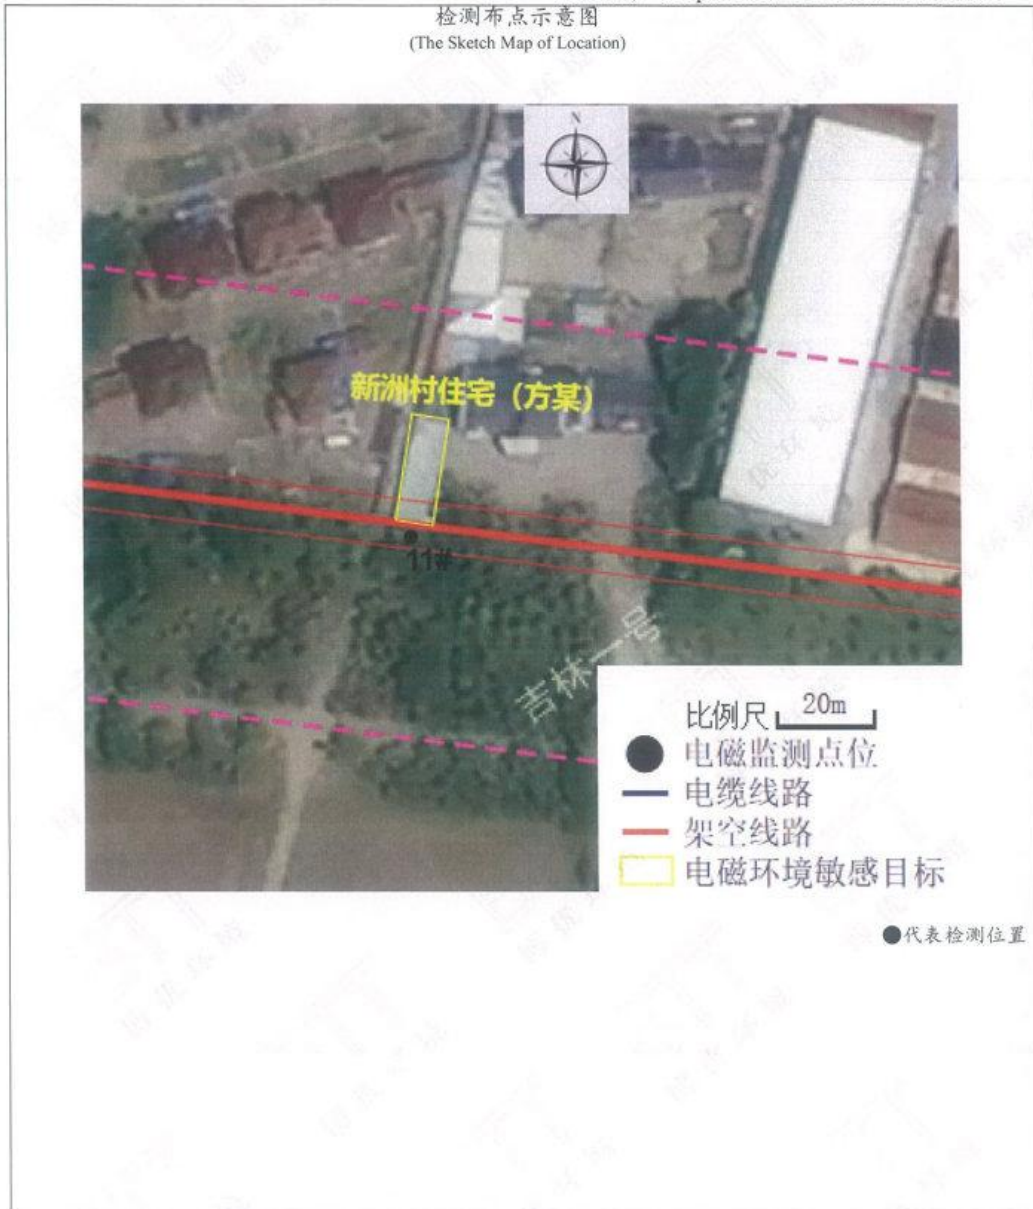 检测布点示意图
(The Sketch Map of Location)
N
新洲村住宅（方某）
11#
吉林一号
比例尺 20m
电磁监测点位
电缆线路
架空线路
电磁环境敏感目标
●代表检测位置